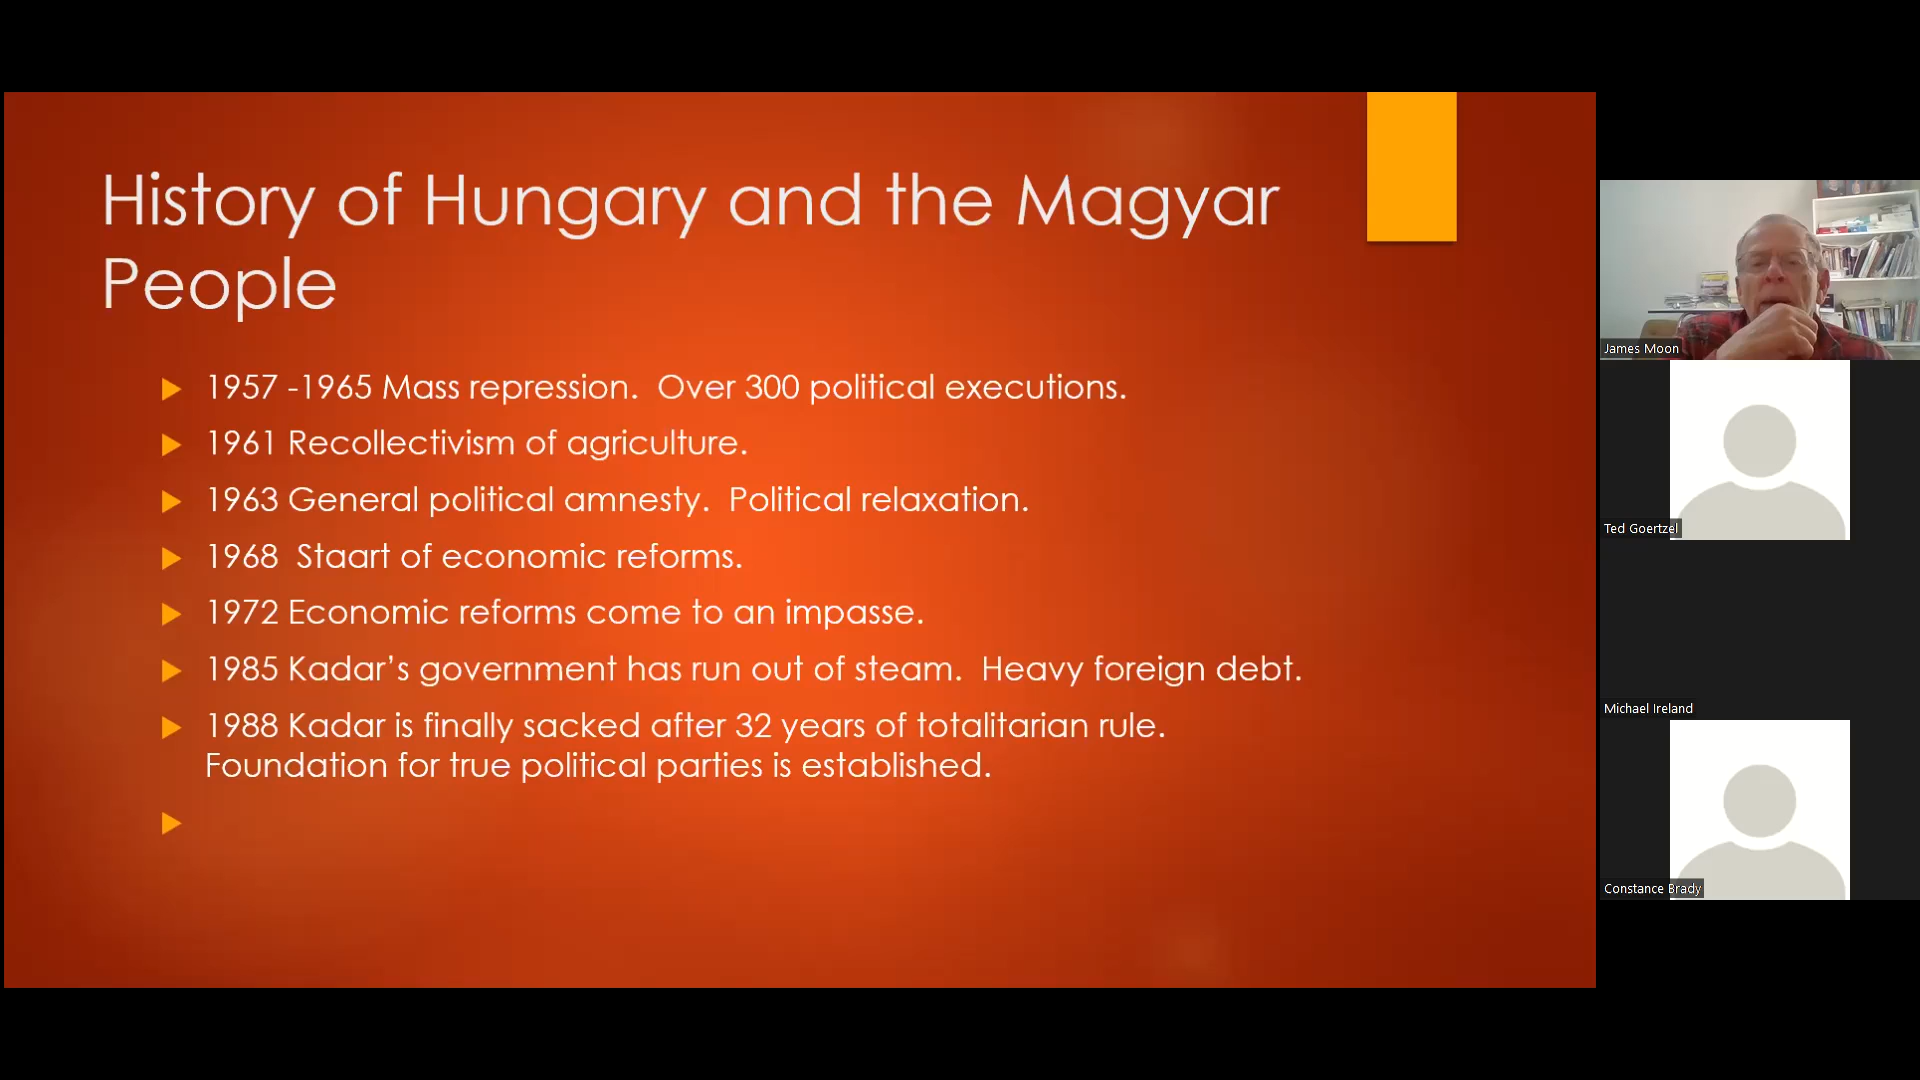 History of Hungary and the Magyar
People
1957 -1965 Mass repression.  Over 300 political executions.
1961 Recollectivism of agriculture.
1963 General political amnesty.  Political relaxation.
1968  Staart of economic reforms.
1972 Economic reforms come to an impasse.
1985 Kadar’s government has run out of steam.  Heavy foreign debt.
1988 Kadar is finally sacked after 32 years of totalitarian rule.
Foundation for true political parties is established.
James Moon
Ted Goertzel
Michael Ireland
Constance Brady